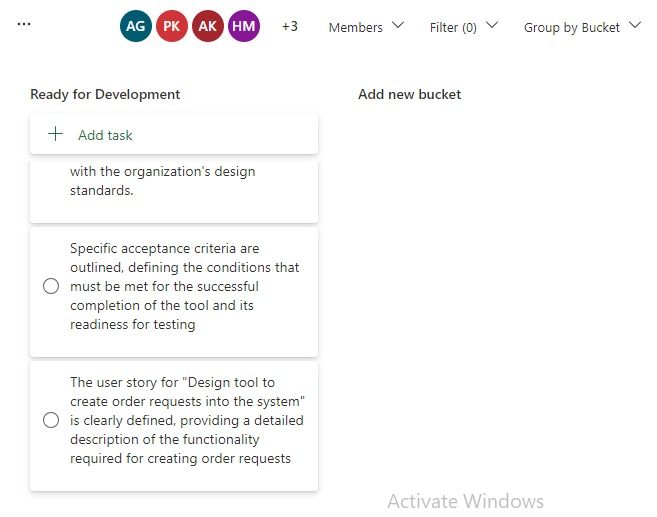 ...
AG PK AK HM +3 Members Filter (0) Group by Bucket
Ready for Development
Add new bucket
+ Add task
with the organization's design
standards.
Specific acceptance criteria are
outlined, defining the conditions that
must be met for the successful
completion of the tool and its
readiness for testing
The user story for "Design tool to
create order requests into the system"
is clearly defined, providing a detailed
description of the functionality
required for creating order requests
Activate Windows